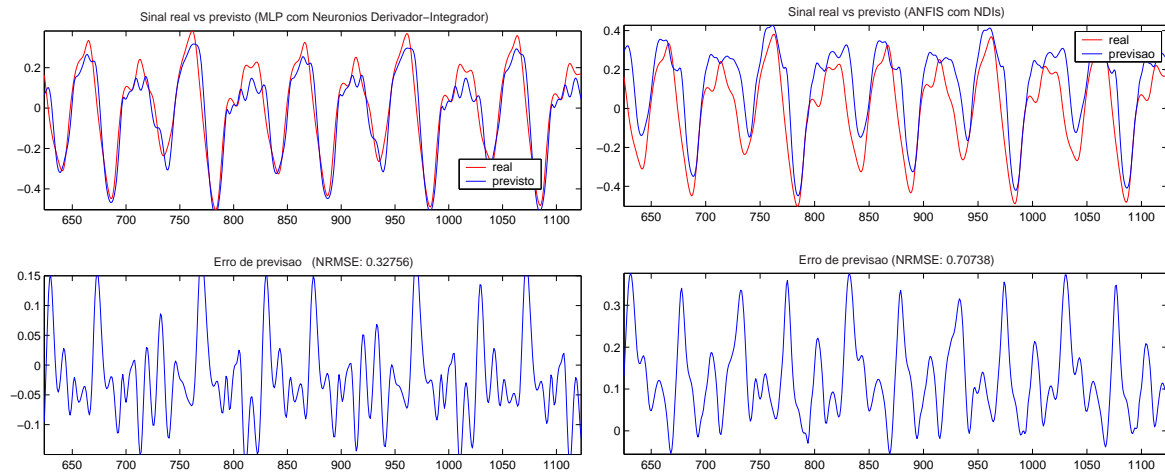 Sinal real vs previsto (MLP com Neuronios Derivador−Integrador)
0.2
0
−0.2
−0.4
real
previsto
650 700 750 800 850 900 950 1000 1050 1100
Sinal real vs previsto (ANFIS com NDIs)
0.4
0.2
0
−0.2
−0.4
real
previsao
650 700 750 800 850 900 950 1000 1050 1100
Erro de previsao (NRMSE: 0.32756)
0.15
0.1
0.05
0
−0.05
−0.1
650 700 750 800 850 900 950 1000 1050 1100
Erro de previsao (NRMSE: 0.70738)
0.3
0.2
0.1
0
650 700 750 800 850 900 950 1000 1050 1100